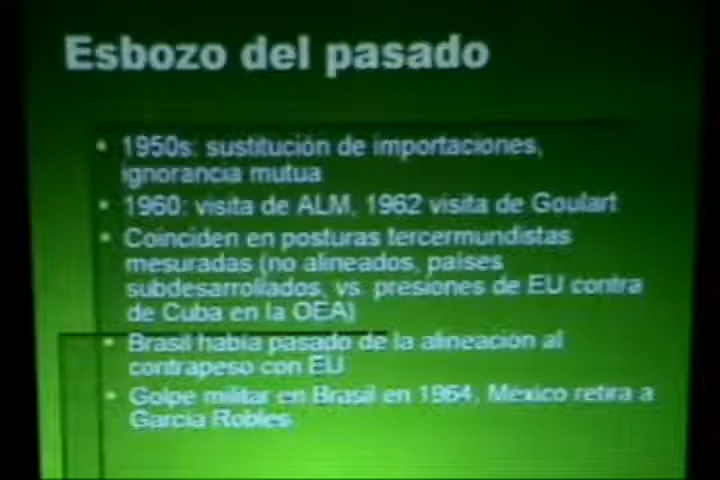 Esbozo del pasado
1950s: sustitución de importaciones,
ignorancia mutua
1960: visita de ALM, 1962 visita de Goulart
Coinciden en posturas tercermundistas
mesuradas (no alineados, países
subdesarrollados, vs. presiones de EU contra
de Cuba en la OEA)
Brasil había pasado de la alineación al
contrapeso con EU
Golpe militar en Brasil en 1964, México retira a
García Robles